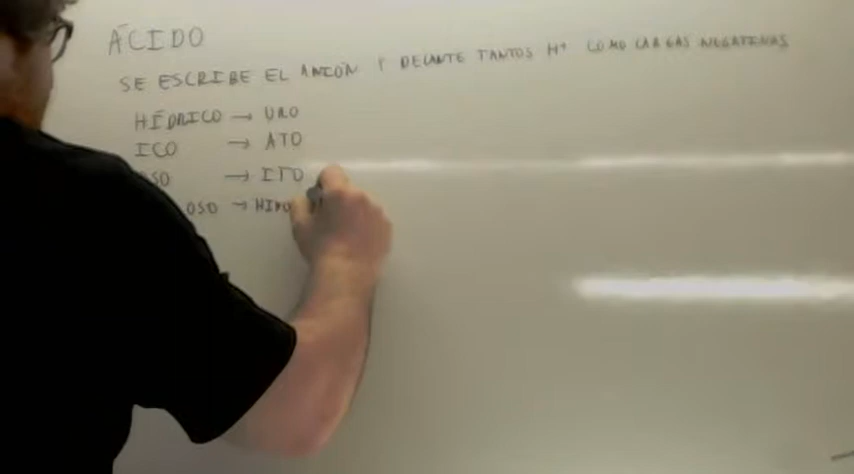 ÁCIDO
SE ESCRIBE EL ANIÓN Y DELANTE TANTOS H⁺ COMO CARGAS NEGATIVAS
HÍDRICO → URO
ICO → ATO
OSO → ITO
OSO → HIPO